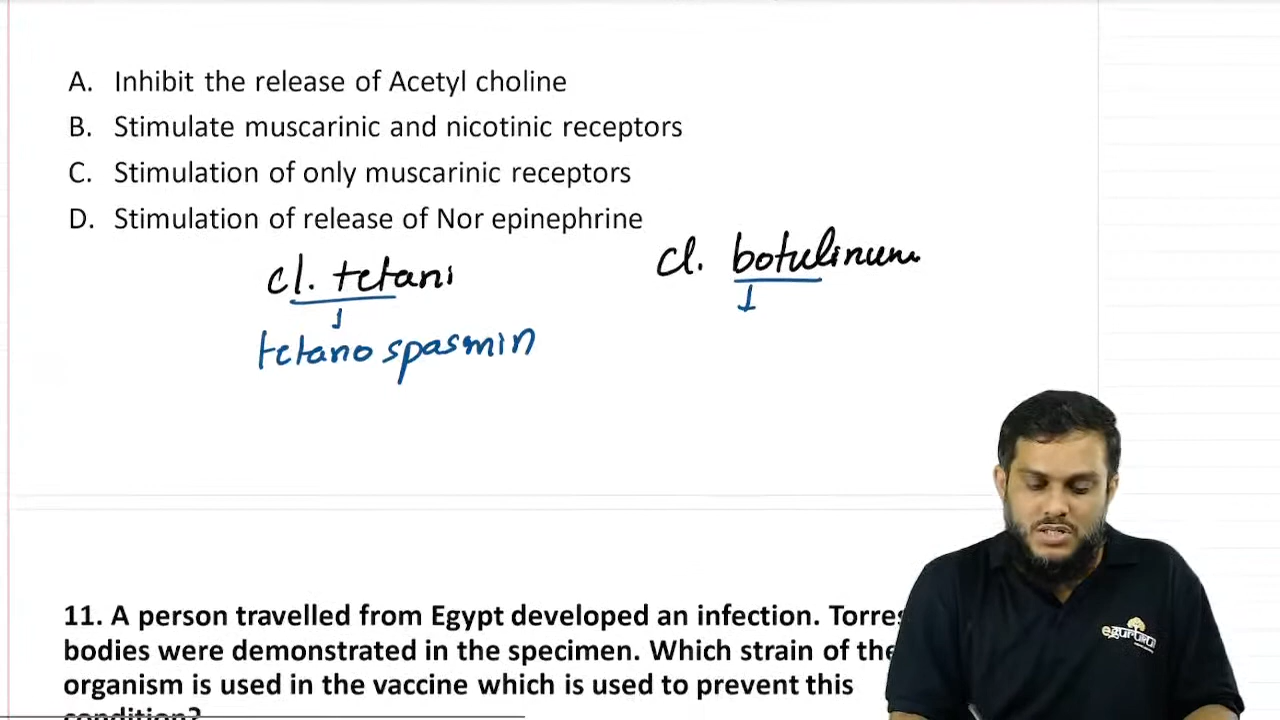 A. Inhibit the release of Acetyl choline
B. Stimulate muscarinic and nicotinic receptors
C. Stimulation of only muscarinic receptors
D. Stimulation of release of Nor epinephrine
cl. tetani
cl. botulinum
tetanospasmin
11. A person travelled from Egypt developed an infection. Torres
bodies were demonstrated in the specimen. Which strain of the
organism is used in the vaccine which is used to prevent this
condition?
egurukul